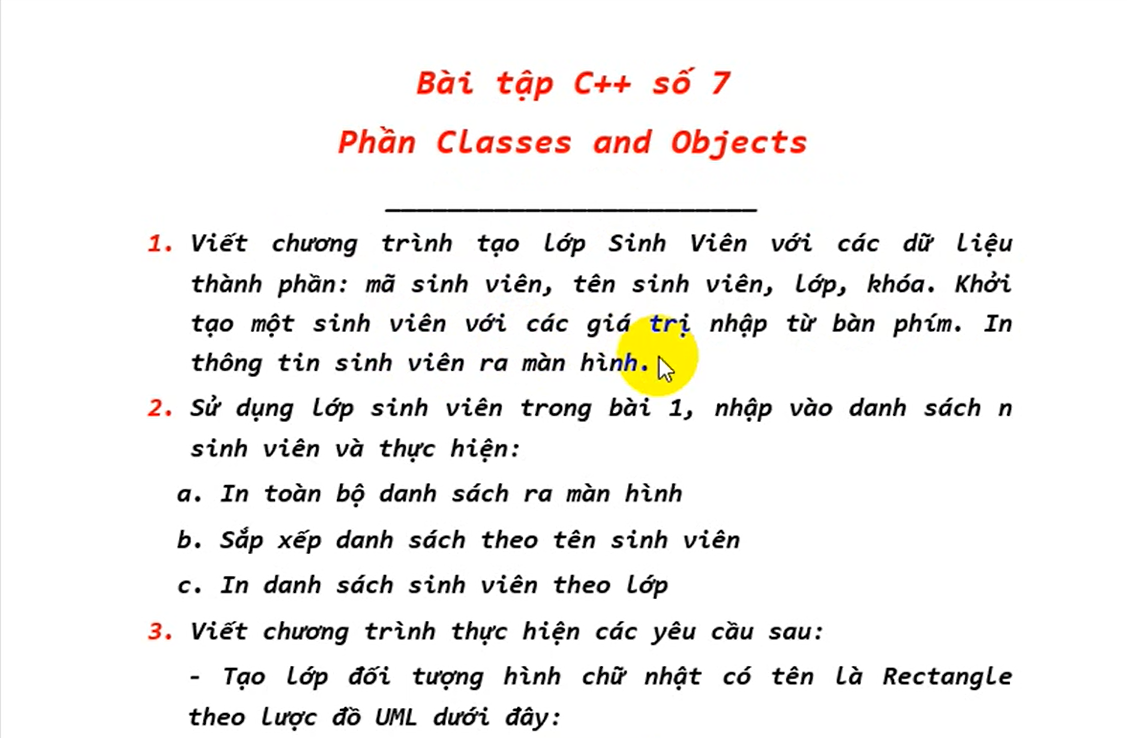 Bài tập C++ số 7
Phần Classes and Objects
1. Viết chương trình tạo lớp Sinh Viên với các dữ liệu
thành phần: mã sinh viên, tên sinh viên, lớp, khóa. Khởi
tạo một sinh viên với các giá trị nhập từ bàn phím. In
thông tin sinh viên ra màn hình.
2. Sử dụng lớp sinh viên trong bài 1, nhập vào danh sách n
sinh viên và thực hiện:
a. In toàn bộ danh sách ra màn hình
b. Sắp xếp danh sách theo tên sinh viên
c. In danh sách sinh viên theo lớp
3. Viết chương trình thực hiện các yêu cầu sau:
- Tạo lớp đối tượng hình chữ nhật có tên là Rectangle
theo lược đồ UML dưới đây: